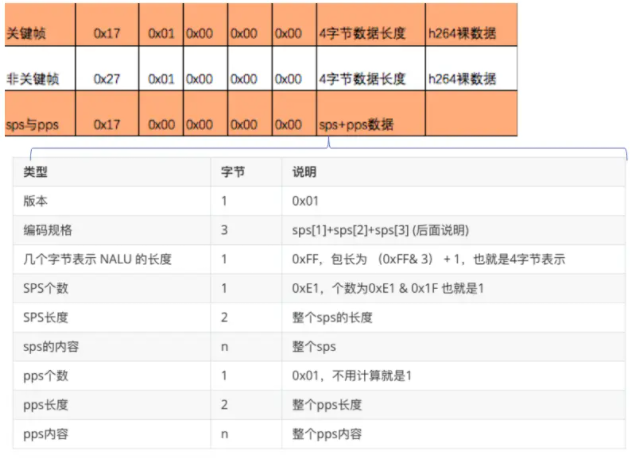 关键帧 0x17 0x01 0x00 0x00 0x00 4字节数据长度 h264裸数据
非关键帧 0x27 0x01 0x00 0x00 0x00 4字节数据长度 h264裸数据
sps与pps 0x17 0x00 0x00 0x00 0x00 sps+pps数据
类型 字节 说明
版本 1 0x01
编码规格 3 sps[1]+sps[2]+sps[3] (后面说明)
几个字节表示 NALU 的长度 1 0xFF，包长为 （0xFF& 3） + 1，也就是4字节表示
SPS个数 1 0xE1，个数为0xE1 & 0x1F 也就是1
SPS长度 2 整个sps的长度
sps的内容 n 整个sps
pps个数 1 0x01，不用计算就是1
pps长度 2 整个pps长度
pps内容 n 整个pps内容